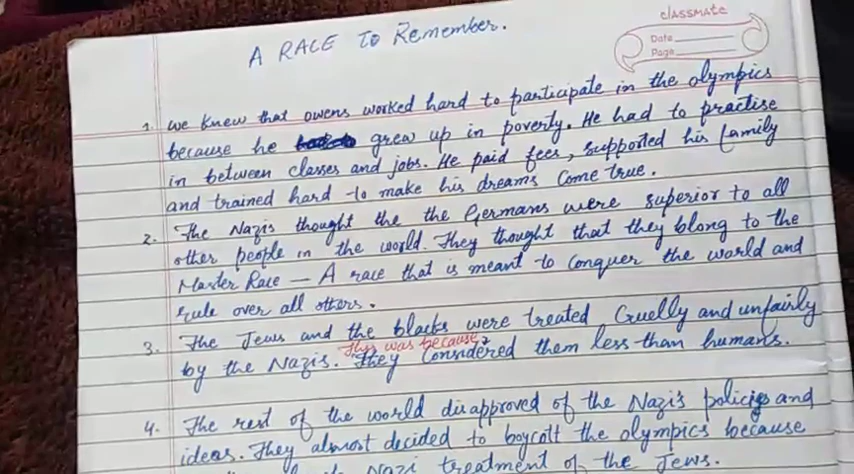 CLASSMATE
Date
Page
A RACE To Remember.
1. we knew that owens worked hard to participate in the olympics
because he grew up in poverty. He had to practise
in between classes and jobs. He paid fees, supported his family
and trained hard to make his dreams come true.
2. The Nazis thought the the Germans were superior to all
other people in the world. They thought that they blong to the
Master Race — A race that is meant to conquer the world and
rule over all others.
3. The Jews and the blacks were treated Cruelly and unfairly
This was because
by the Nazis. They Considered them less than humans.
4. The rest of the world disapproved of the Nazi's policies and
ideas. They almost decided to boycott the olympics because
Nazi treatment of the Jews.